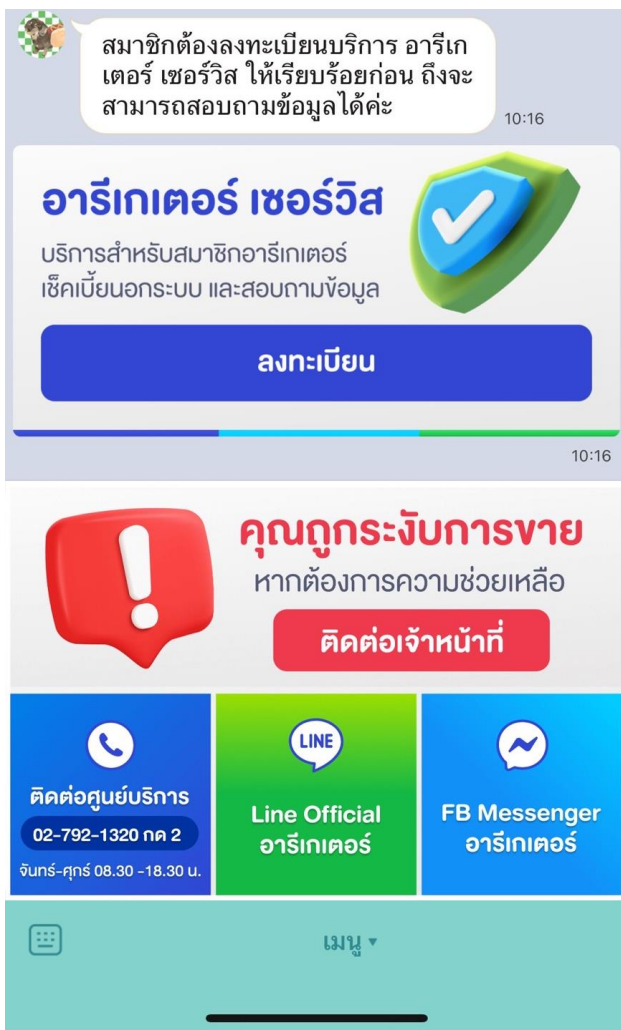 สมาชิกต้องลงทะเบียนบริการ อารีเก
เตอร์ เซอร์วิส ให้เรียบร้อยก่อน ถึงจะ
สามารถสอบถามข้อมูลได้ค่ะ
10:16
อารีเกเตอร์ เซอร์วิส
บริการสำหรับสมาชิกอารีเกเตอร์
เช็คเบี้ยนอกระบบ และสอบถามข้อมูล
ลงทะเบียน
10:16
คุณถูกระงับการขาย
หากต้องการความช่วยเหลือ
ติดต่อเจ้าหน้าที่
ติดต่อศูนย์บริการ
02-792-1320 กด 2
จันทร์-ศุกร์ 08.30 -18.30 น.
LINE
Line Official
อารีเกเตอร์
FB Messenger
อารีเกเตอร์
เมนู ▾